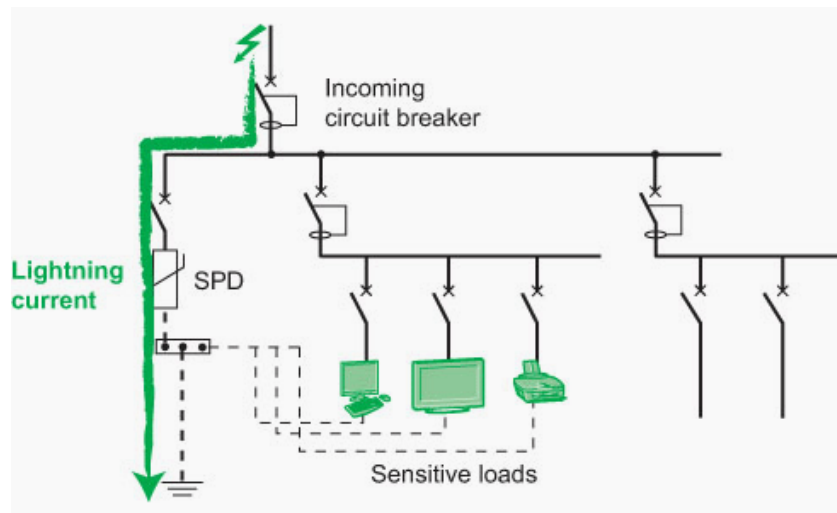 Incoming
circuit breaker
Lightning
current
SPD
Sensitive loads